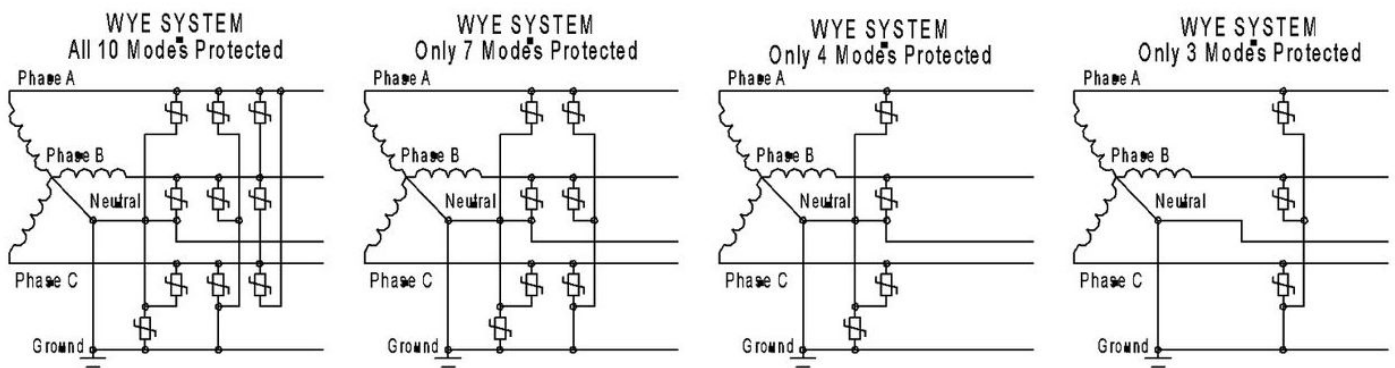 WYE SYSTEM
All 10 Modes Protected
Phase A
Phase B
Neutral
Phase C
Ground
WYE SYSTEM
Only 7 Modes Protected
Phase A
Phase B
Neutral
Phase C
Ground
WYE SYSTEM
Only 4 Modes Protected
Phase A
Phase B
Neutral
Phase C
Ground
WYE SYSTEM
Only 3 Modes Protected
Phase A
Phase B
Neutral
Phase C
Ground